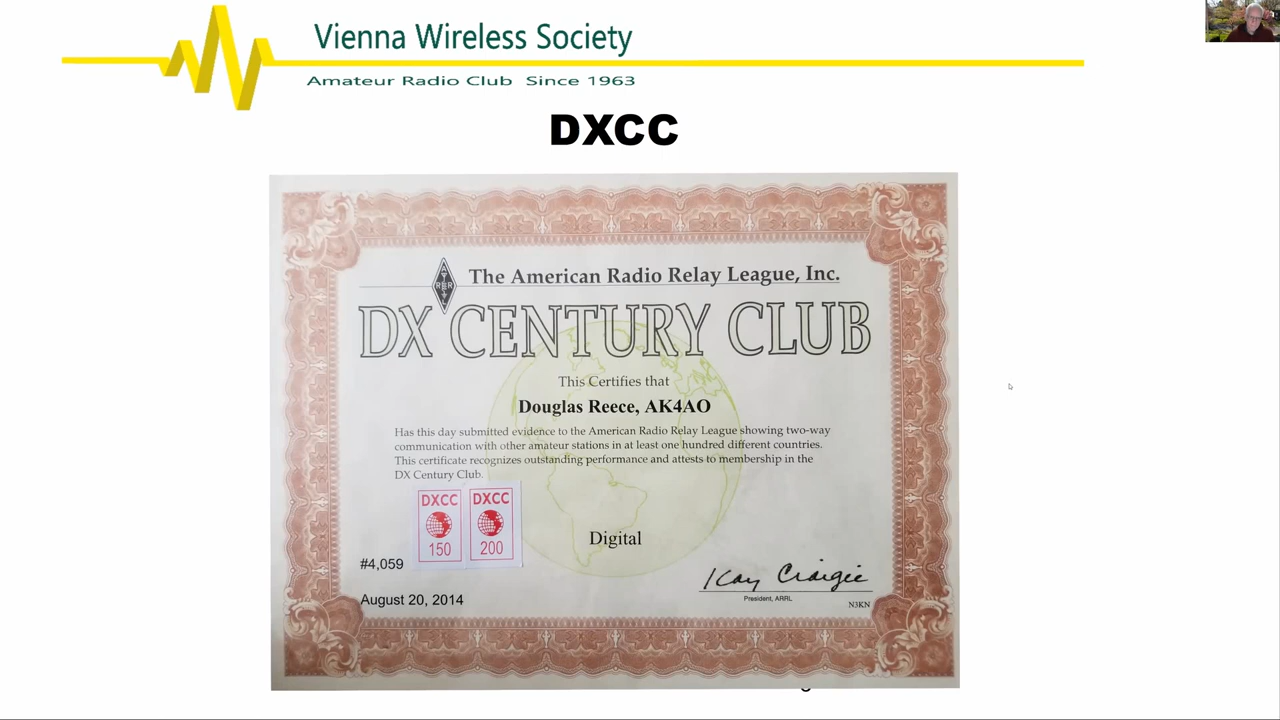 Vienna Wireless Society
Amateur Radio Club Since 1963
DXCC
ARRL
The American Radio Relay League, Inc.
DX CENTURY CLUB
This Certifies that
Douglas Reece, AK4AO
Has this day submitted evidence to the American Radio Relay League showing two-way
communication with other amateur stations in at least one hundred different countries.
This certificate recognizes outstanding performance and attests to membership in the
DX Century Club.
DXCC
150
DXCC
200
Digital
#4,059
Kay Craigie
President, ARRL
N3KN
August 20, 2014